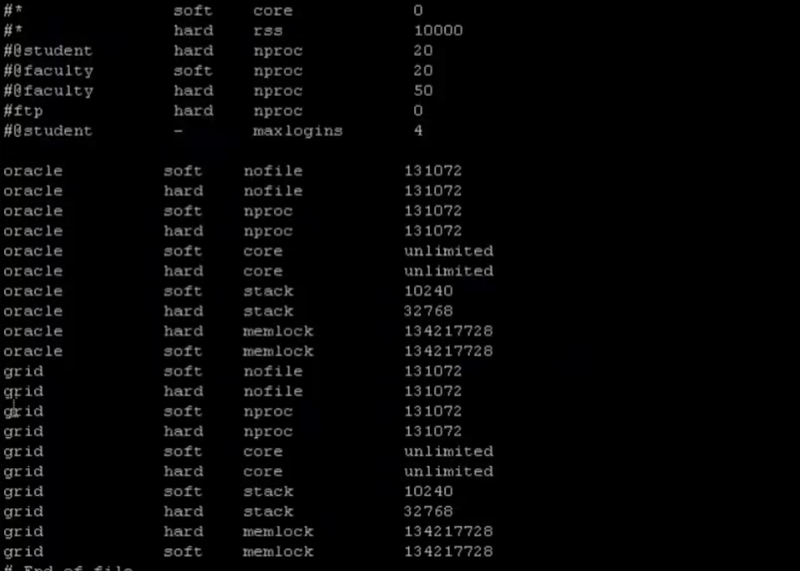 #* soft core 0
#* hard rss 10000
#@student hard nproc 20
#@faculty soft nproc 20
#@faculty hard nproc 50
#ftp hard nproc 0
#@student - maxlogins 4
oracle soft nofile 131072
oracle hard nofile 131072
oracle soft nproc 131072
oracle hard nproc 131072
oracle soft core unlimited
oracle hard core unlimited
oracle soft stack 10240
oracle hard stack 32768
oracle hard memlock 134217728
oracle soft memlock 134217728
grid soft nofile 131072
grid hard nofile 131072
grid soft nproc 131072
grid hard nproc 131072
grid soft core unlimited
grid hard core unlimited
grid soft stack 10240
grid hard stack 32768
grid hard memlock 134217728
grid soft memlock 134217728
# End of file